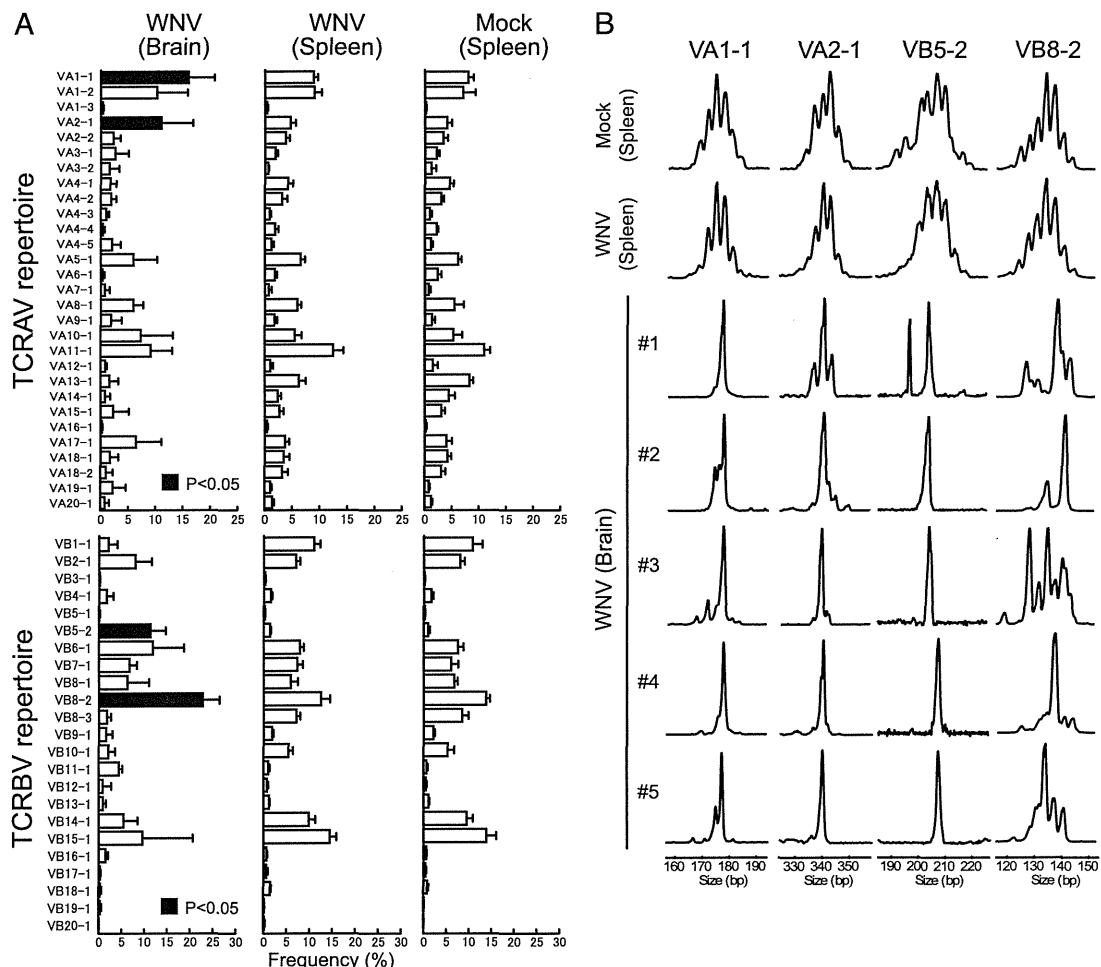 A
WNV
(Brain)
WNV
(Spleen)
Mock
(Spleen)
TCRAV repertoire
VA1-1
VA1-2
VA1-3
VA2-1
VA2-2
VA3-1
VA3-2
VA4-1
VA4-2
VA4-3
VA4-4
VA4-5
VA5-1
VA6-1
VA7-1
VA8-1
VA9-1
VA10-1
VA11-1
VA12-1
VA13-1
VA14-1
VA15-1
VA16-1
VA17-1
VA18-1
VA18-2
VA19-1
VA20-1
P<0.05
0 5 10 15 20 25
0 5 10 15 20 25
0 5 10 15 20 25
TCRBV repertoire
VB1-1
VB2-1
VB3-1
VB4-1
VB5-1
VB5-2
VB6-1
VB7-1
VB8-1
VB8-2
VB8-3
VB9-1
VB10-1
VB11-1
VB12-1
VB13-1
VB14-1
VB15-1
VB16-1
VB17-1
VB18-1
VB19-1
VB20-1
P<0.05
0 5 10 15 20 25 30
0 5 10 15 20 25 30
0 5 10 15 20 25 30
Frequency (%)
B
VA1-1 VA2-1 VB5-2 VB8-2
Mock
(Spleen)
WNV
(Spleen)
WNV (Brain)
#1
#2
#3
#4
#5
160 170 180 190
330 340 350
190 200 210 220
120 130 140 150
Size (bp) Size (bp) Size (bp) Size (bp)